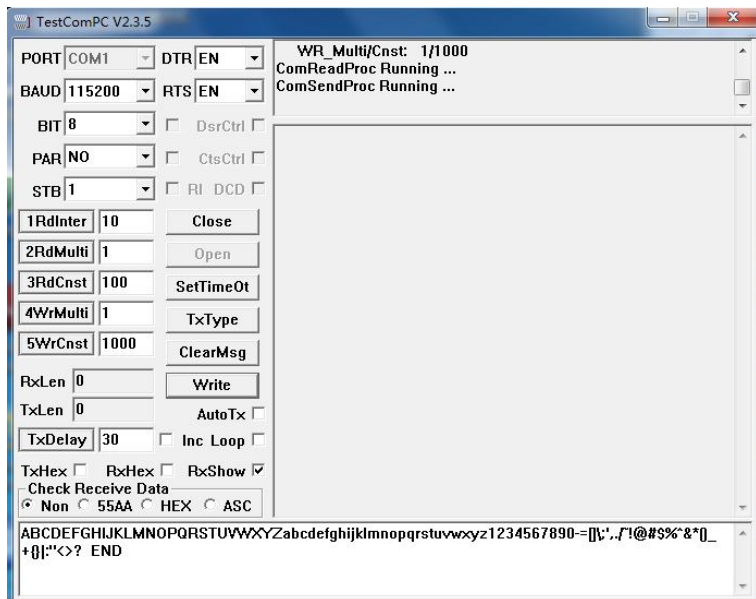 TestComPC V2.3.5
PORT COM1 DTR EN
BAUD 115200 RTS EN
BIT 8 DsrCtrl
PAR NO CtsCtrl
STB 1 RI DCD
1RdInter 10 Close
2RdMulti 1 Open
3RdCnst 100 SetTimeOt
4WrMulti 1 TxType
5WrCnst 1000 ClearMsg
RxLen 0 Write
TxLen 0 AutoTx
TxDelay 30 Inc Loop
TxHex RxHex RxShow
Check Receive Data
Non 55AA HEX ASC
WR_Multi/Cnst: 1/1000
ComReadProc Running ...
ComSendProc Running ...
ABCDEFGHIJKLMNOPQRSTUVWXYZabcdefghijklmnopqrstuvwxyz1234567890-=[]\;',./~!@#$%^&*()_
+{}|:"<>? END